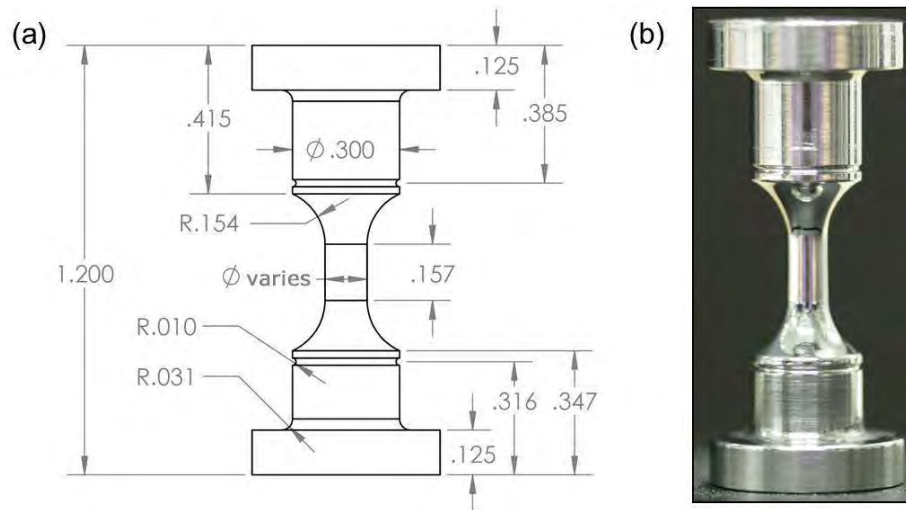 (a)
(b)
.125
.415
.385
Ø .300
R.154
1.200
Ø varies
.157
R.010
R.031
.316
.347
.125